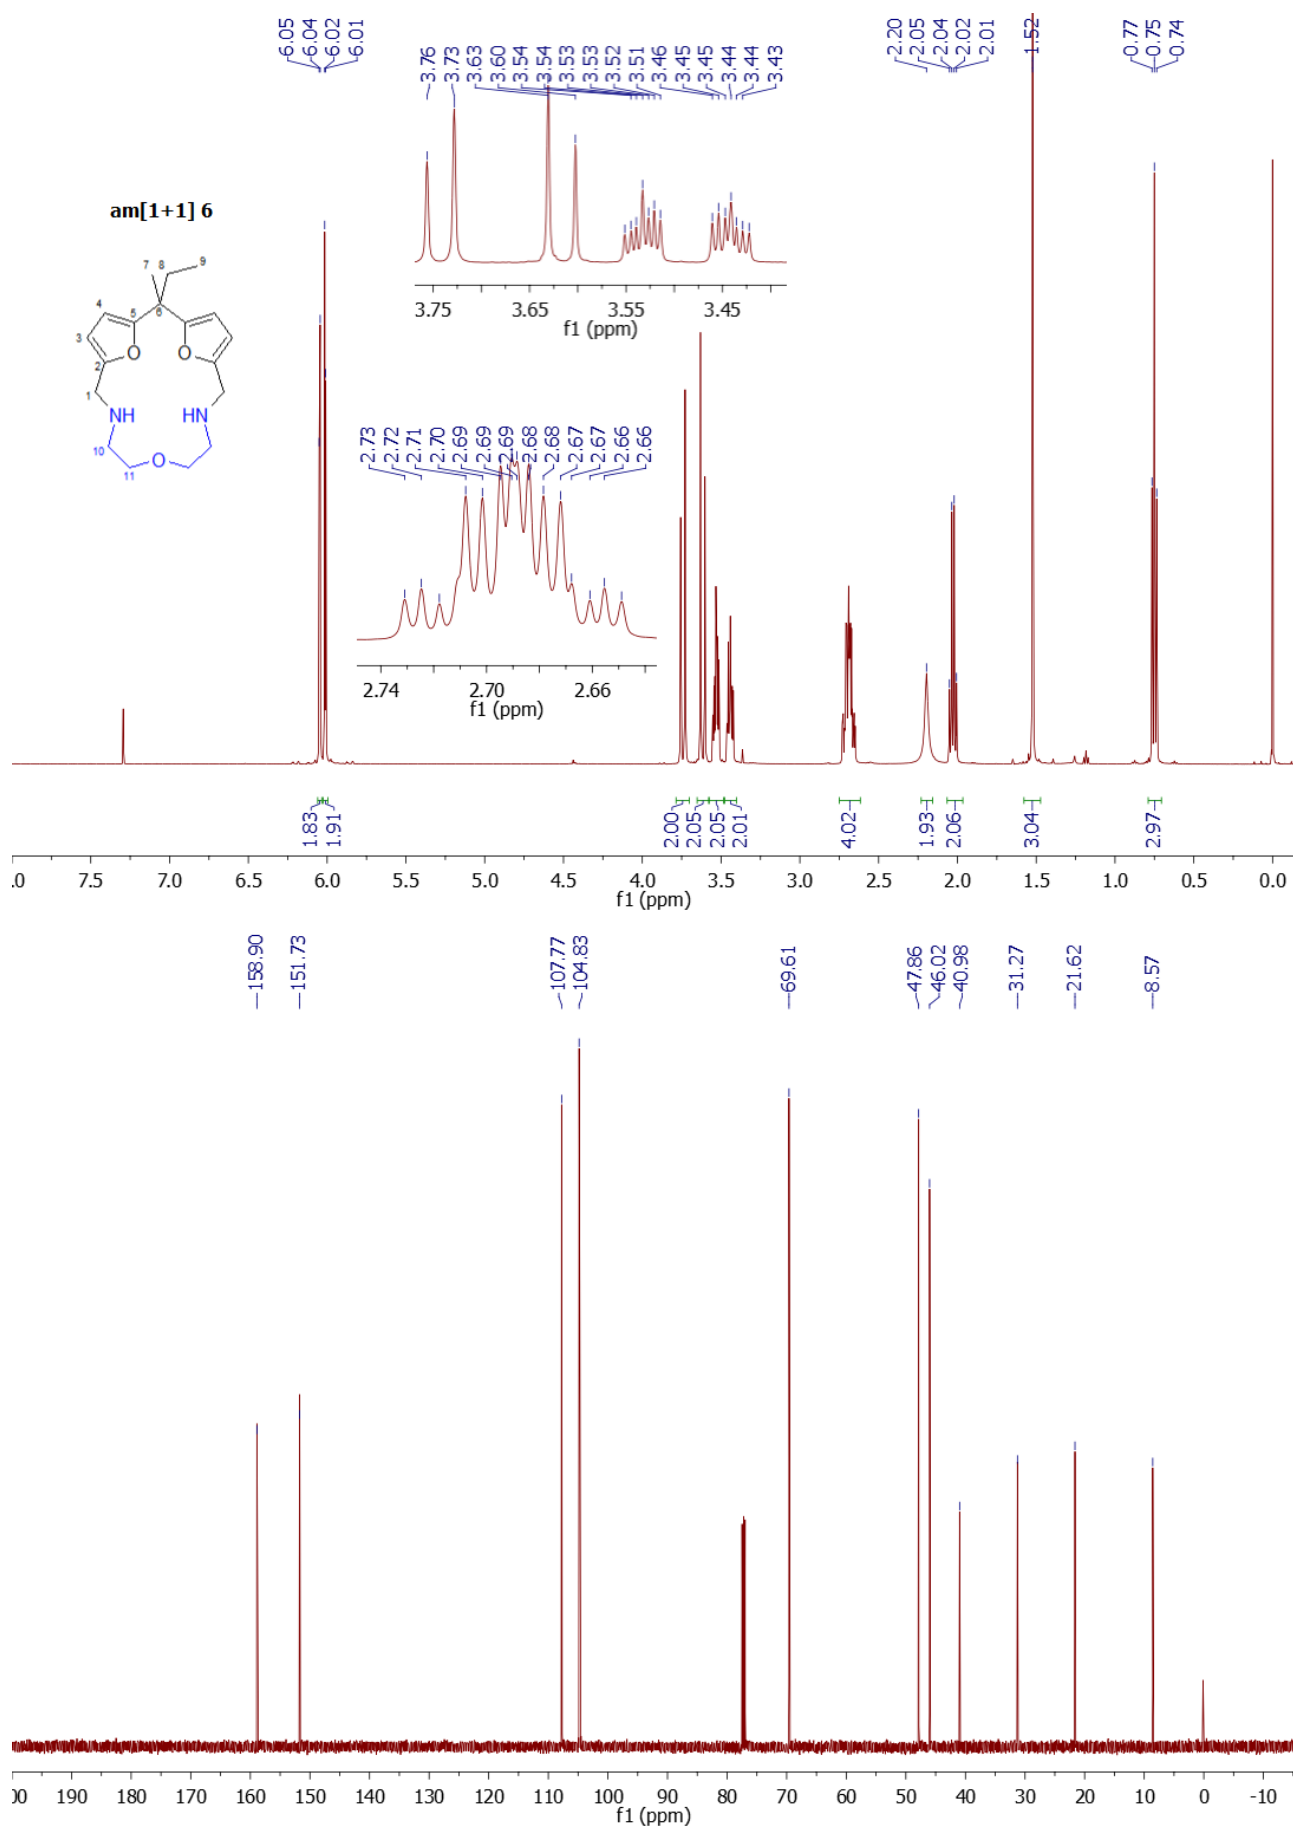 6.05 6.04 6.02 6.01 3.76 3.73 3.63 3.60 3.54 3.54 3.53 3.53 3.52 3.51 3.46 3.45 3.45 3.44 3.44 3.43 2.20 2.05 2.04 2.02 2.01 1.52 0.77 0.75 0.74
am[1+1] 6
3.75 3.65 3.55 3.45
f1 (ppm)
7 8 9
4 5 6
3 O O
2
1
NH HN
10
11 O
2.73 2.72 2.71 2.70 2.69 2.69 2.69 2.68 2.68 2.67 2.67 2.66 2.66
2.74 2.70 2.66
f1 (ppm)
1.83 1.91 2.00 2.05 2.05 2.01 4.02 1.93 2.06 3.04 2.97
.0 7.5 7.0 6.5 6.0 5.5 5.0 4.5 4.0 3.5 3.0 2.5 2.0 1.5 1.0 0.5 0.0
f1 (ppm)
158.90 151.73 107.77 104.83 69.61 47.86 46.02 40.98 31.27 21.62 8.57
00 190 180 170 160 150 140 130 120 110 100 90 80 70 60 50 40 30 20 10 0 -10
f1 (ppm)